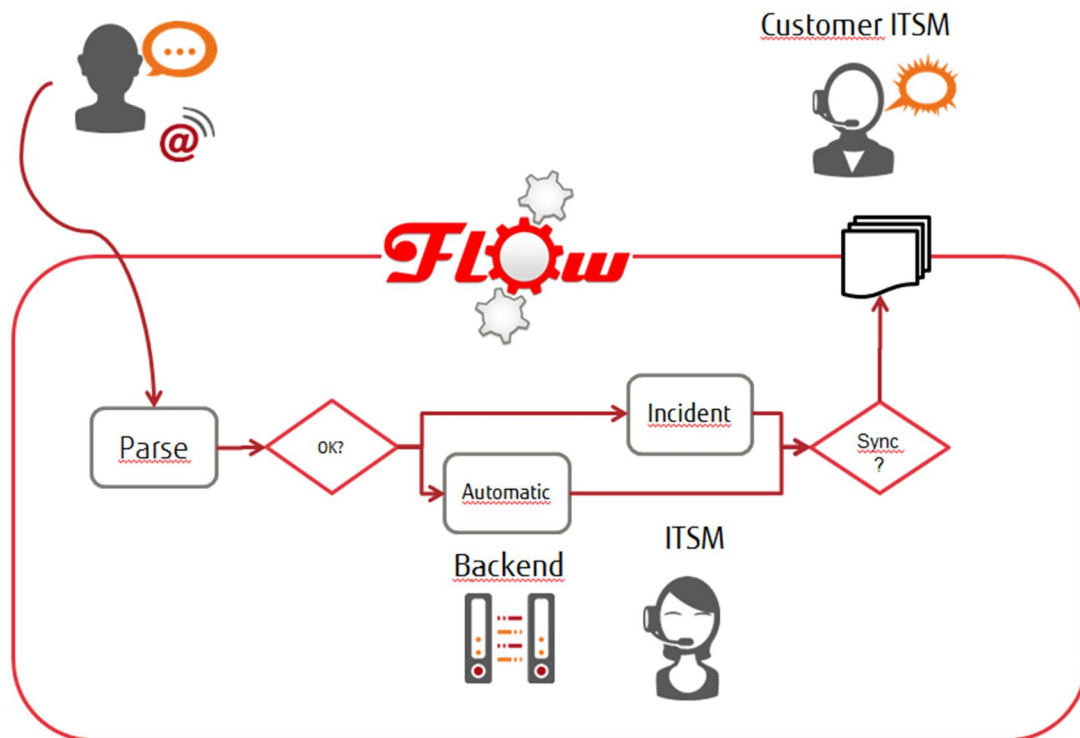 Customer ITSM
@
Flow
Parse
OK?
Incident
Automatic
Sync
?
Backend
ITSM